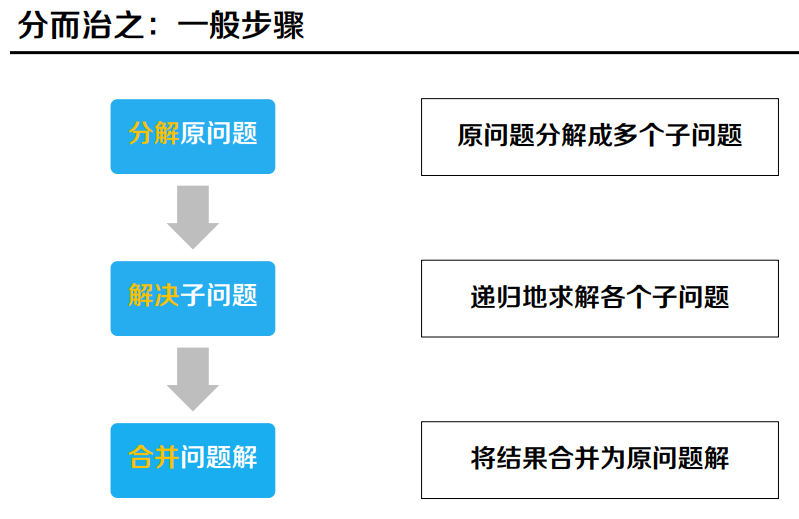 分而治之：一般步骤
分解原问题
原问题分解成多个子问题
解决子问题
递归地求解各个子问题
合并问题解
将结果合并为原问题解